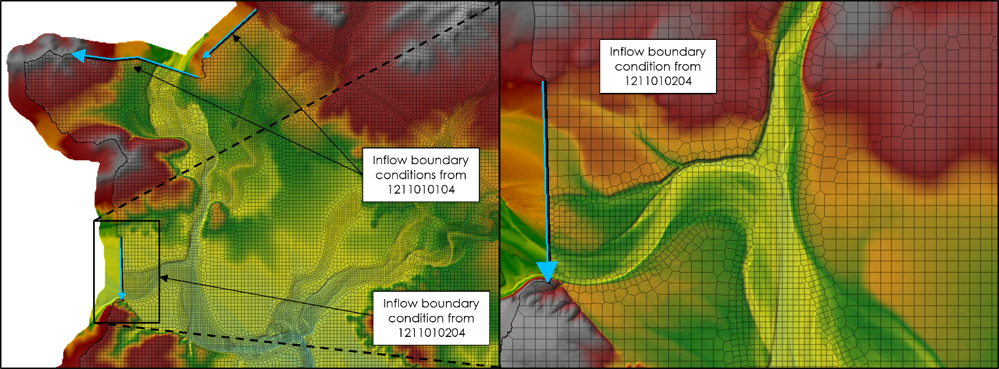 Inflow boundary
conditions from
1211010104
Inflow boundary
condition from
1211010204
Inflow boundary
condition from
1211010204